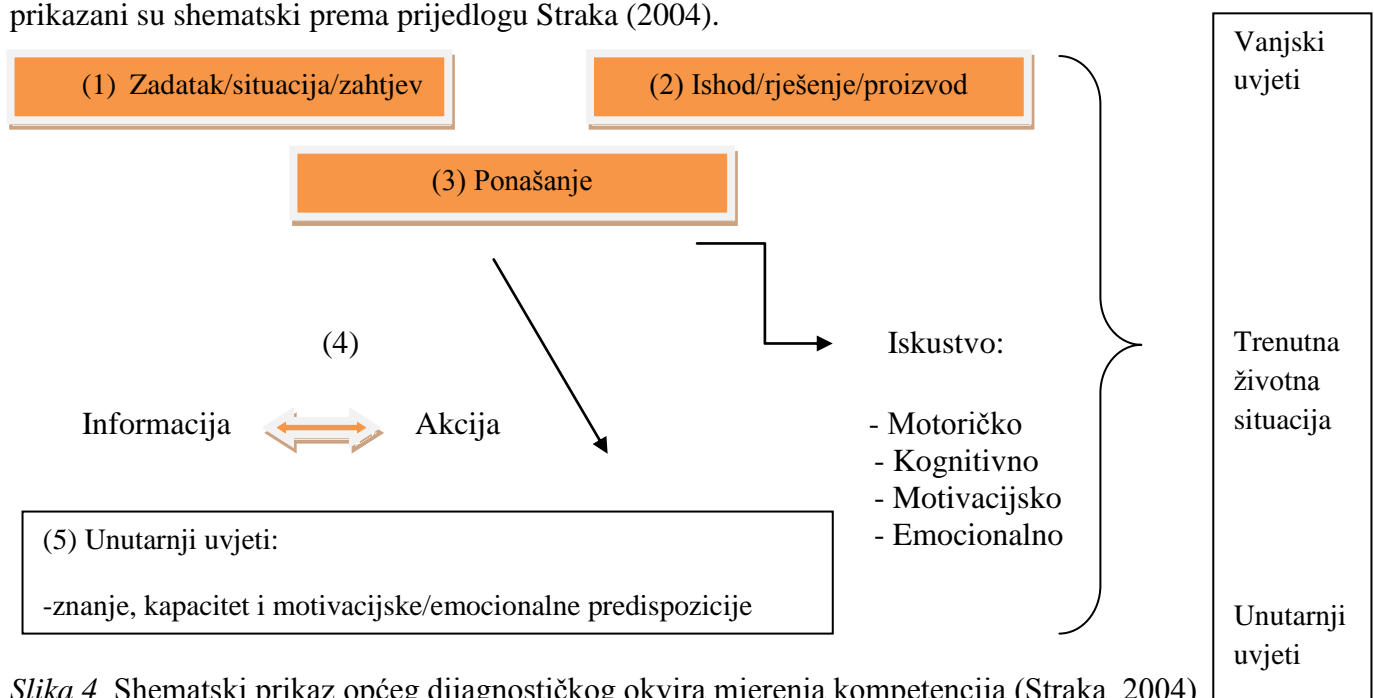 prikazani su shematski prema prijedlogu Straka (2004).
(1) Zadatak/situacija/zahtjev
(2) Ishod/rješenje/proizvod
(3) Ponašanje
(4)
Informacija
Akcija
Iskustvo:
- Motoričko
- Kognitivno
- Motivacijsko
- Emocionalno
(5) Unutarnji uvjeti:
-znanje, kapacitet i motivacijske/emocionalne predispozicije
Vanjski
uvjeti
Trenutna
životna
situacija
Unutarnji
uvjeti
Slika 4 Shematski prikaz općeg dijagnostičkog okvira mjerenja kompetencija (Straka, 2004)